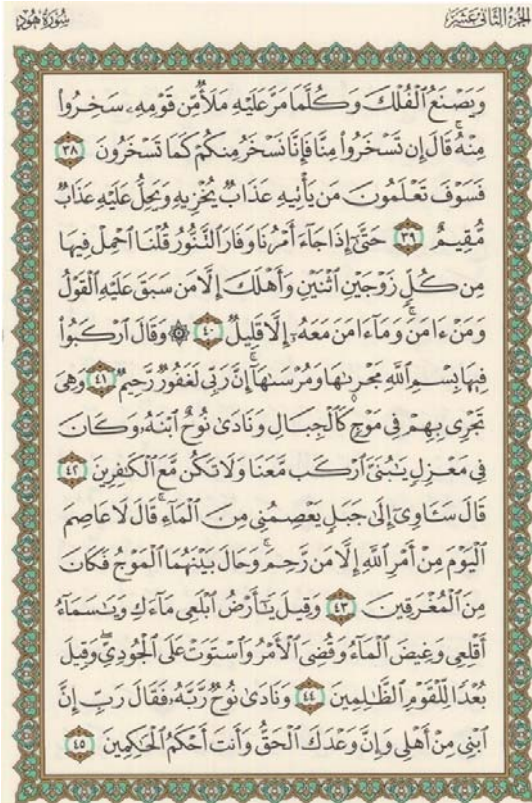 الجزء الثاني عشر
سورة هود
وَيَصْنَعُ ٱلْفُلْكَ وَكُلَّمَا مَرَّ عَلَيْهِ مَلَأٌ مِّن قَوْمِهِۦ سَخِرُوا۟
مِنْهُ ۚ قَالَ إِن تَسْخَرُوا۟ مِنَّا فَإِنَّا نَسْخَرُ مِنكُمْ كَمَا تَسْخَرُونَ ٣٨
فَسَوْفَ تَعْلَمُونَ مَن يَأْتِيهِ عَذَابٌ يُخْزِيهِ وَيَحِلُّ عَلَيْهِ عَذَابٌ
مُّقِيمٌ ٣٩ حَتَّىٰٓ إِذَا جَآءَ أَمْرُنَا وَفَارَ ٱلتَّنُّورُ قُلْنَا ٱحْمِلْ فِيهَا
مِن كُلٍّ زَوْجَيْنِ ٱثْنَيْنِ وَأَهْلَكَ إِلَّا مَن سَبَقَ عَلَيْهِ ٱلْقَوْلُ
وَمَنْ ءَامَنَ ۚ وَمَآ ءَامَنَ مَعَهُۥٓ إِلَّا قَلِيلٌ ٤٠ ۞ وَقَالَ ٱرْكَبُوا۟
فِيهَا بِسْمِ ٱللَّهِ مَجْر۪ىٰهَا وَمُرْسَىٰهَآ ۚ إِنَّ رَبِّى لَغَفُورٌ رَّحِيمٌ ٤١ وَهِىَ
تَجْرِى بِهِمْ فِى مَوْجٍ كَٱلْجِبَالِ وَنَادَىٰ نُوحٌ ٱبْنَهُۥ وَكَانَ
فِى مَعْزِلٍ يَـٰبُنَىَّ ٱرْكَب مَّعَنَا وَلَا تَكُن مَّعَ ٱلْكَـٰفِرِينَ ٤٢
قَالَ سَـَٔاوِىٓ إِلَىٰ جَبَلٍ يَعْصِمُنِى مِنَ ٱلْمَآءِ ۚ قَالَ لَا عَاصِمَ
ٱلْيَوْمَ مِنْ أَمْرِ ٱللَّهِ إِلَّا مَن رَّحِمَ ۚ وَحَالَ بَيْنَهُمَا ٱلْمَوْجُ فَكَانَ
مِنَ ٱلْمُغْرَقِينَ ٤٣ وَقِيلَ يَـٰٓأَرْضُ ٱبْلَعِى مَآءَكِ وَيَـٰسَمَآءُ
أَقْلِعِى وَغِيضَ ٱلْمَآءُ وَقُضِىَ ٱلْأَمْرُ وَٱسْتَوَتْ عَلَى ٱلْجُودِىِّ ۖ وَقِيلَ
بُعْدًا لِّلْقَوْمِ ٱلظَّـٰلِمِينَ ٤٤ وَنَادَىٰ نُوحٌ رَّبَّهُۥ فَقَالَ رَبِّ إِنَّ
ٱبْنِى مِنْ أَهْلِى وَإِنَّ وَعْدَكَ ٱلْحَقُّ وَأَنتَ أَحْكَمُ ٱلْحَـٰكِمِينَ ٤٥